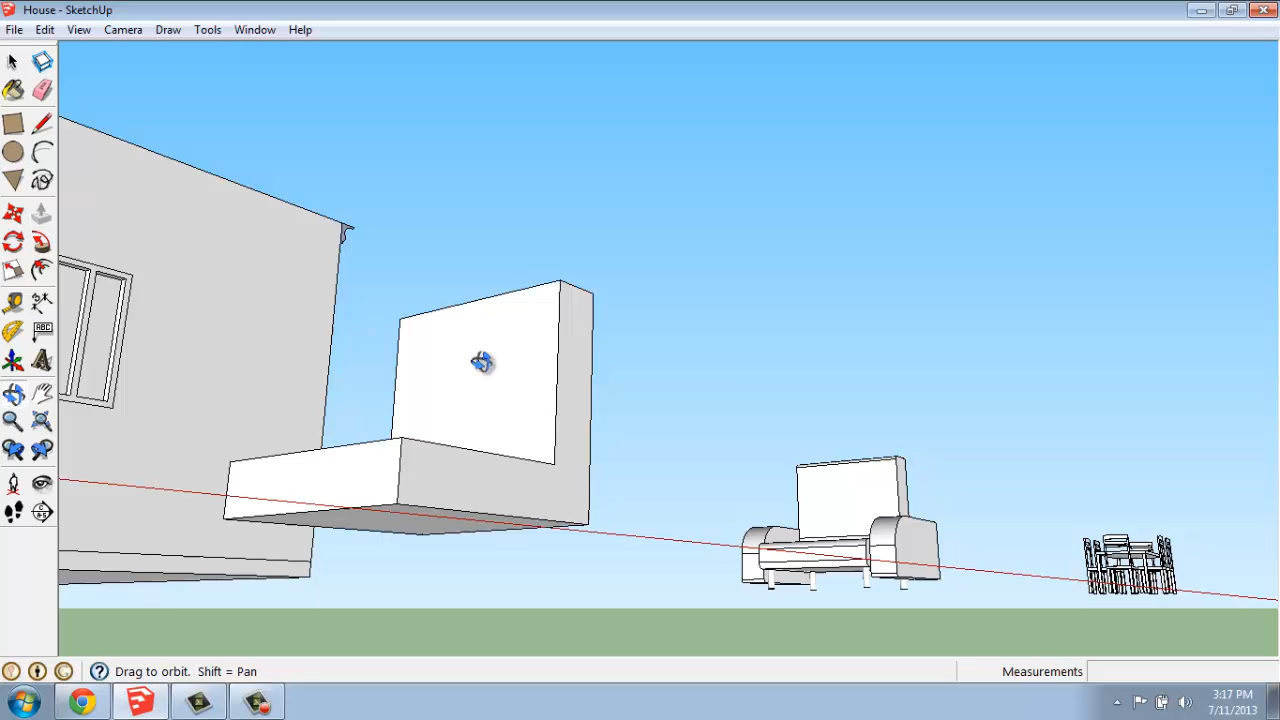 House - SketchUp
File Edit View Camera Draw Tools Window Help
ABC
Drag to orbit. Shift = Pan
Measurements
3:17 PM
7/11/2013